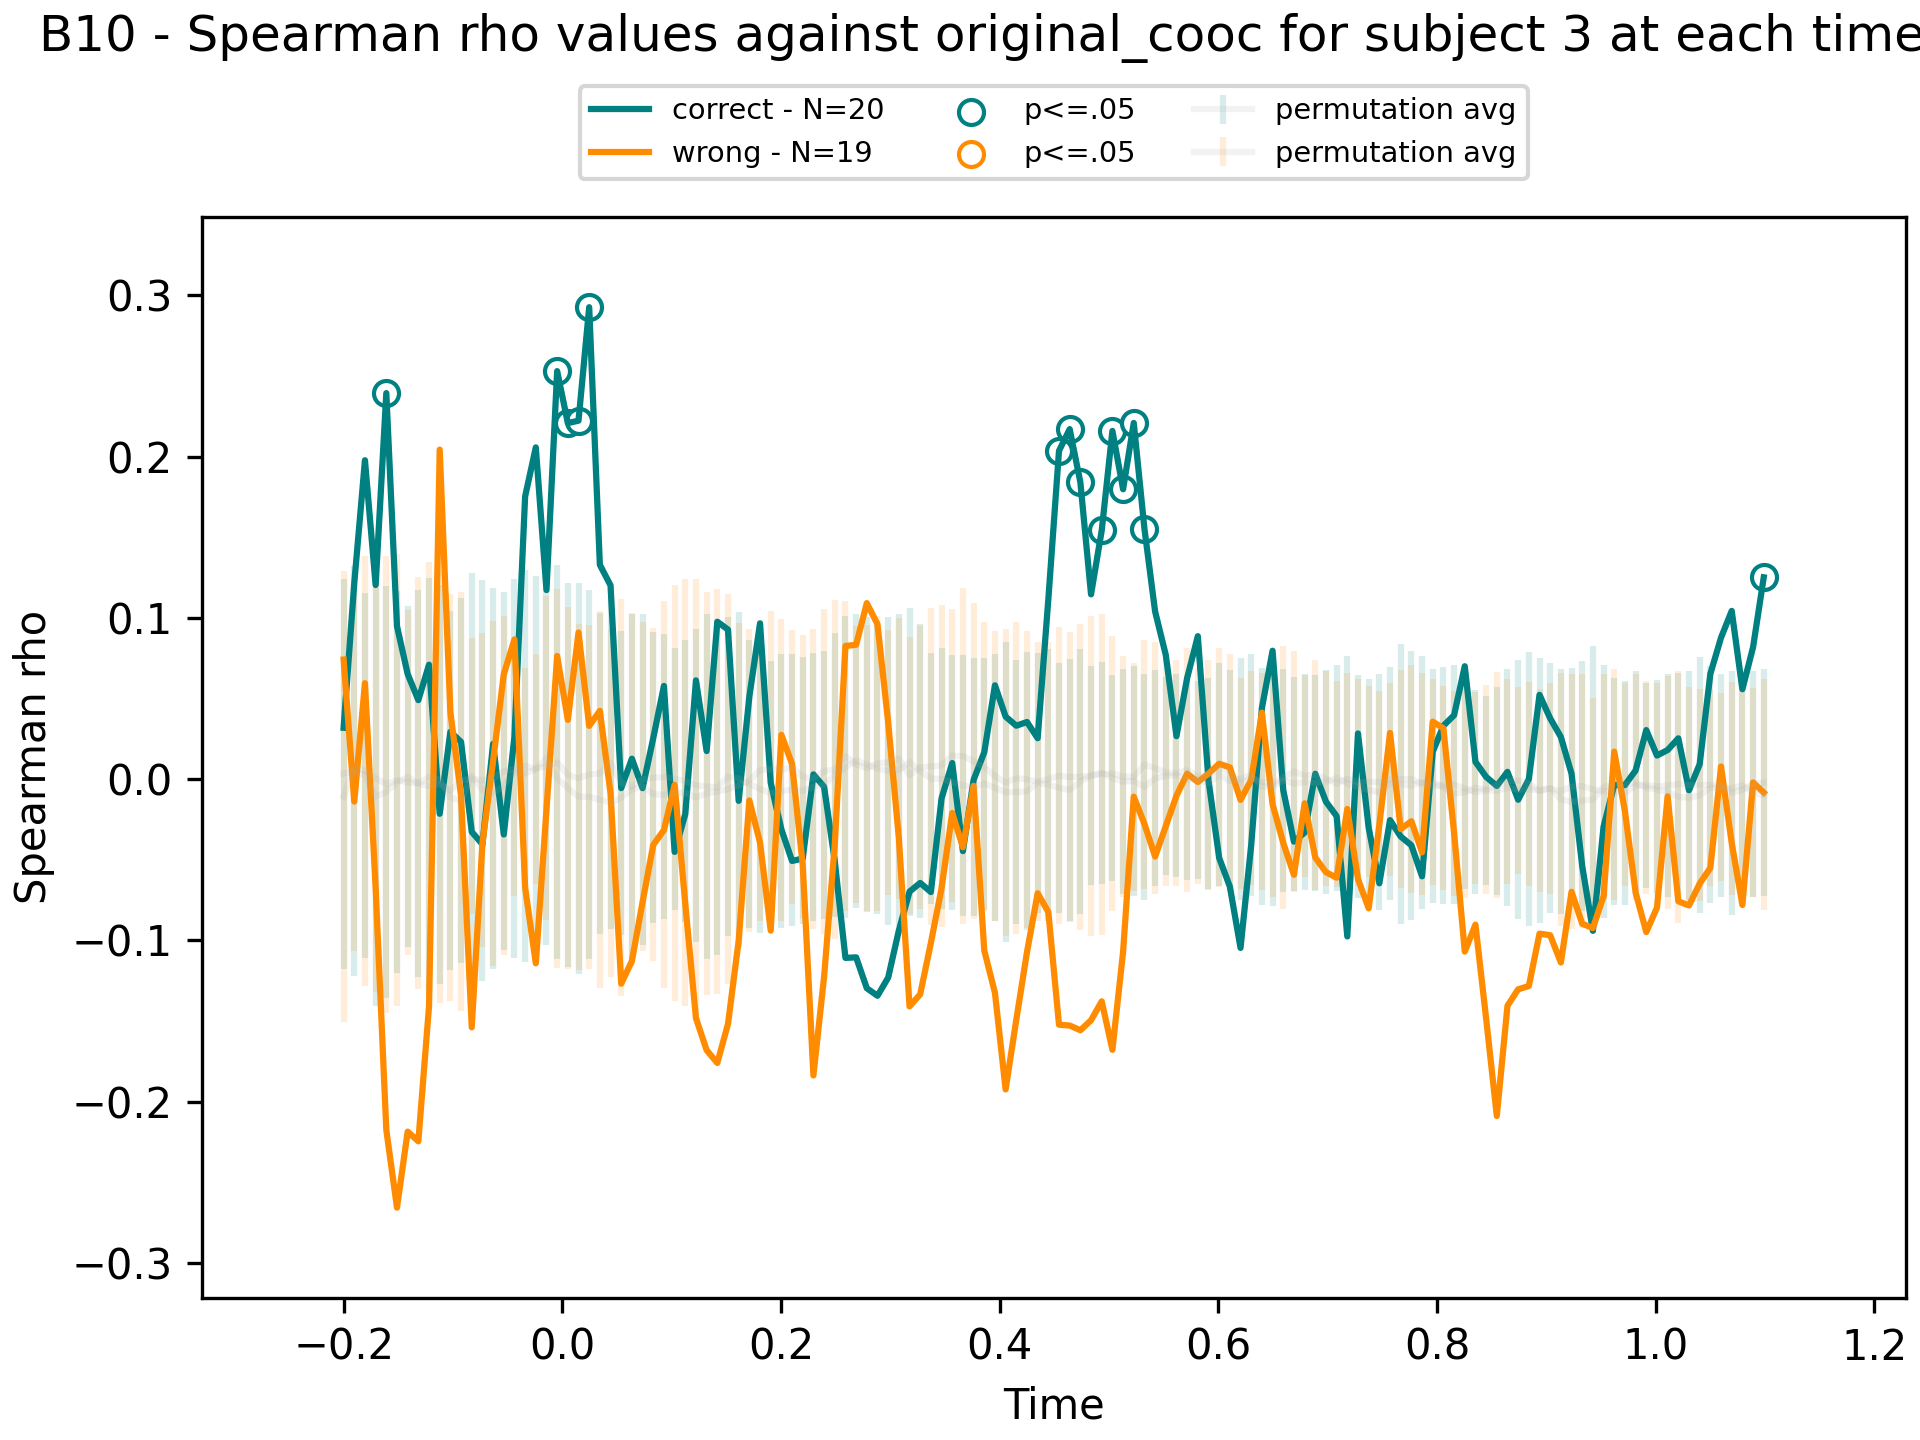 B10 - Spearman rho values against original_cooc for subject 3 at each time
correct - N=20
wrong - N=19
p<=.05
p<=.05
permutation avg
permutation avg
Spearman rho
0.3
0.2
0.1
0.0
−0.1
−0.2
−0.3
−0.2
0.0
0.2
0.4
0.6
0.8
1.0
1.2
Time